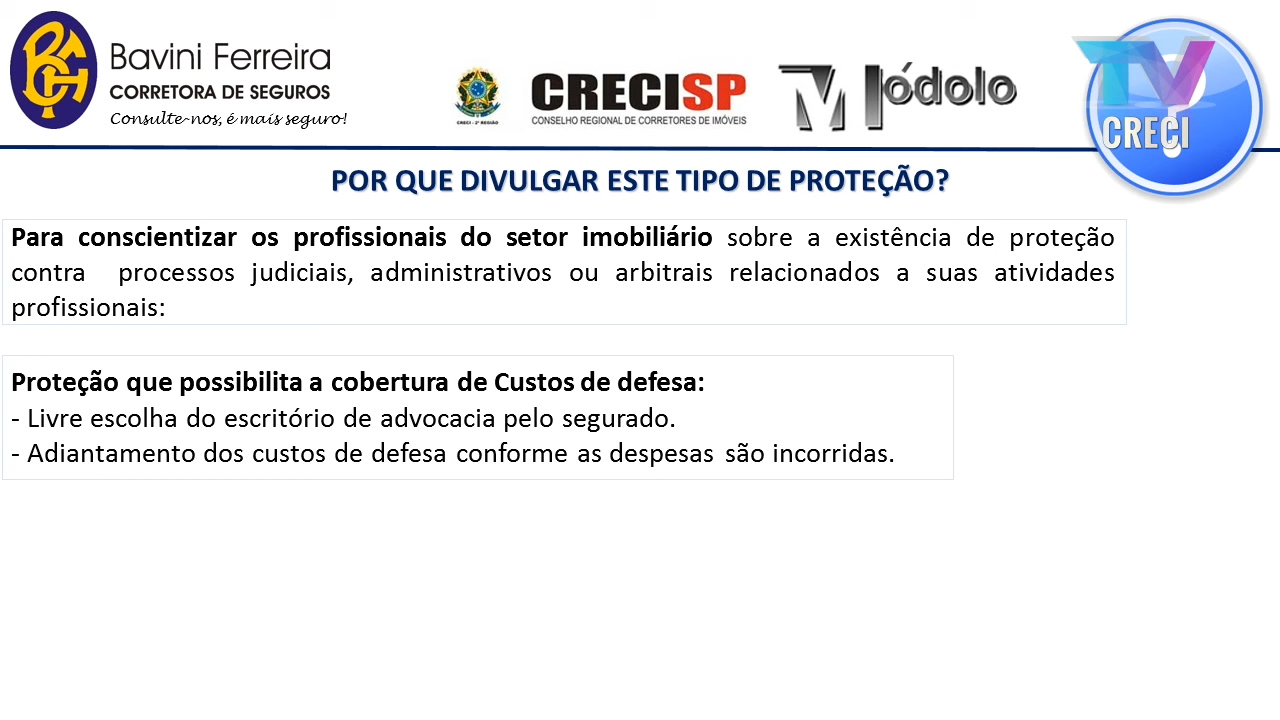 Bavini Ferreira
CORRETORA DE SEGUROS
Consulte-nos, é mais seguro!
CRECI - 2ª REGIÃO
CRECISP
CONSELHO REGIONAL DE CORRETORES DE IMÓVEIS
Módolo
TV
CRECI
POR QUE DIVULGAR ESTE TIPO DE PROTEÇÃO?
Para conscientizar os profissionais do setor imobiliário sobre a existência de proteção
contra processos judiciais, administrativos ou arbitrais relacionados a suas atividades
profissionais:
Proteção que possibilita a cobertura de Custos de defesa:
- Livre escolha do escritório de advocacia pelo segurado.
- Adiantamento dos custos de defesa conforme as despesas são incorridas.